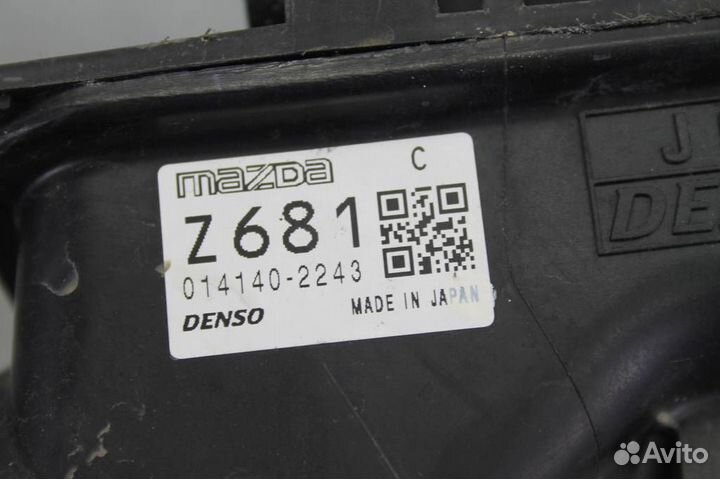 mazda C
Z681
014140-2243
DENSO MADE IN JAPAN
J
DE
Avito